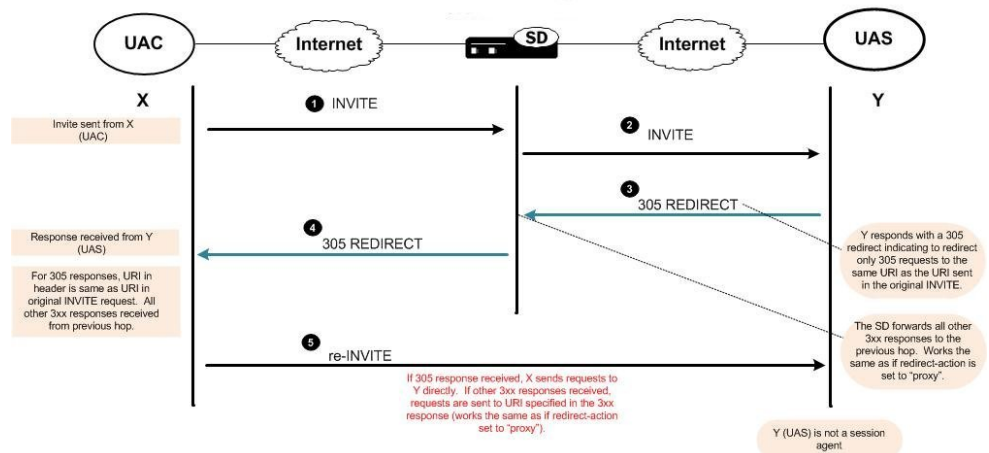 UAC
Internet
SD
Internet
UAS
X
Y
1 INVITE
Invite sent from X
(UAC)
2
INVITE
3
305 REDIRECT
4
305 REDIRECT
Response received from Y
(UAS)
Y responds with a 305
redirect indicating to redirect
only 305 requests to the
same URI as the URI sent
in the original INVITE.
For 305 responses, URI in
header is same as URI in
original INVITE request. All
other 3xx responses received
from previous hop.
The SD forwards all other
3xx responses to the
previous hop. Works the
same as if redirect-action is
set to “proxy”.
5
re-INVITE
If 305 response received, X sends requests to
Y directly. If other 3xx responses received,
requests are sent to URI specified in the 3xx
response (works the same as if redirect-action
set to “proxy”).
Y (UAS) is not a session
agent